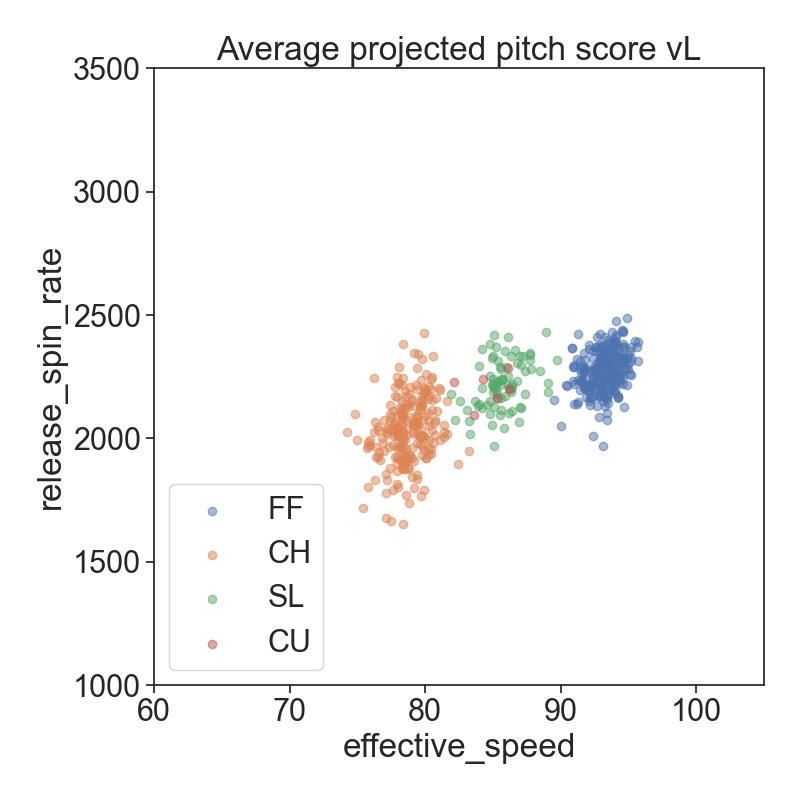 Average projected pitch score vL
3500
3000
2500
2000
1500
1000
release_spin_rate
FF
CH
SL
CU
60 70 80 90 100
effective_speed